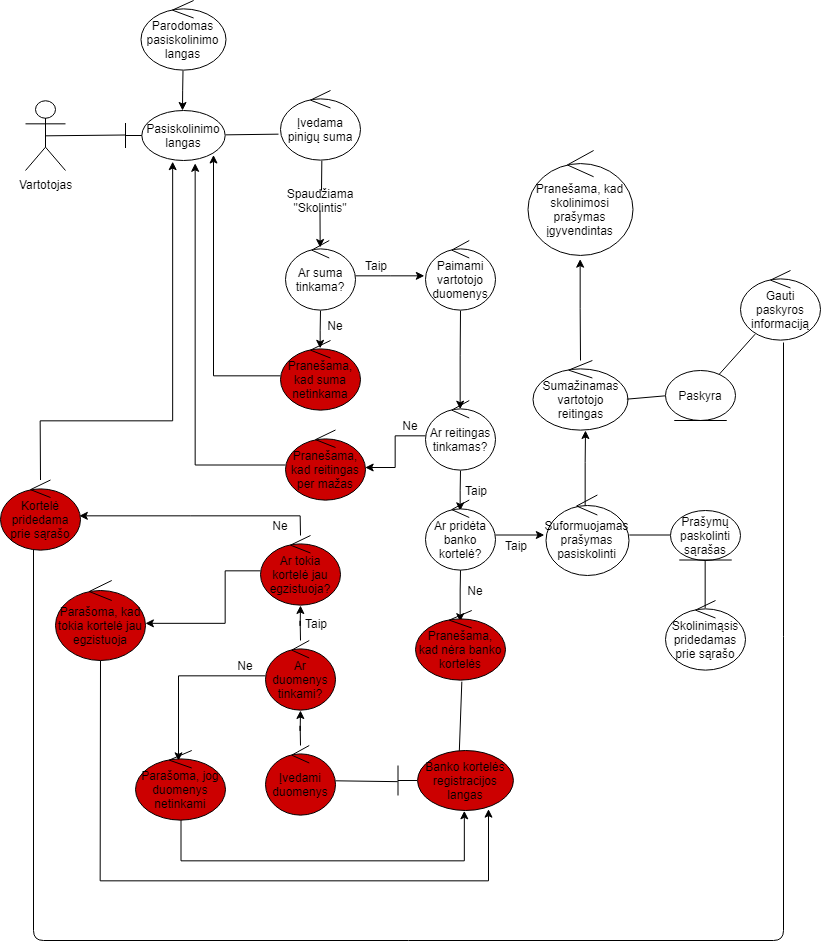 Parodomas
pasiskolinimo
langas
Vartotojas
Pasiskolinimo
langas
Įvedama
pinigų suma
Spaudžiama
"Skolintis"
Ar suma
tinkama?
Taip
Paimami
vartotojo
duomenys
Ne
Pranešama,
kad suma
netinkama
Pranešama, kad
skolinimosi
prašymas
įgyvendintas
Gauti
paskyros
informaciją
Sumažinamas
vartotojo
reitingas
Paskyra
Ar reitingas
tinkamas?
Ne
Pranešama,
kad reitingas
per mažas
Taip
Ar pridėta
banko
kortelė?
Taip
Suformuojamas
prašymas
pasiskolinti
Prašymų
paskolinti
sąrašas
Skolinimąsis
pridedamas
prie sąrašo
Ne
Pranešama,
kad nėra banko
kortelės
Kortelė
pridedama
prie sąrašo
Ne
Ar tokia
kortelė jau
egzistuoja?
Parašoma, kad
tokia kortelė jau
egzistuoja
Taip
Ar
duomenys
tinkami?
Ne
Parašoma, jog
duomenys
netinkami
Įvedami
duomenys
Banko kortelės
registracijos
langas